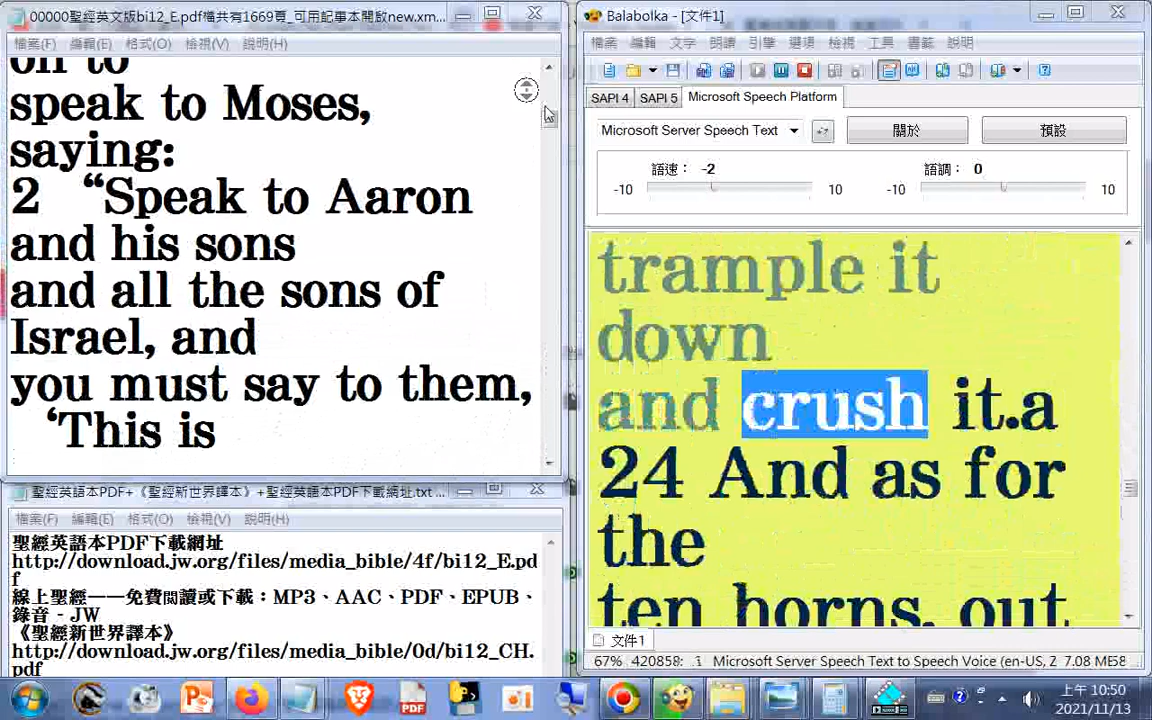 00000聖經英文版bi12_E.pdf檔共有1669頁_可用記事本開啟new.xm...
檔案(F) 編輯(E) 格式(O) 檢視(V) 說明(H)
on to
speak to Moses,
saying:
2 “Speak to Aaron
and his sons
and all the sons of
Israel, and
you must say to them,
‘This is
聖經英語本PDF+《聖經新世界譯本》+聖經英語本PDF下載網址.txt ...
檔案(F) 編輯(E) 格式(O) 檢視(V) 說明(H)
聖經英語本PDF下載網址
http://download.jw.org/files/media_bible/4f/bi12_E.pd
f
線上聖經——免費閱讀或下載：MP3、AAC、PDF、EPUB、
錄音 - JW
《聖經新世界譯本》
http://download.jw.org/files/media_bible/0d/bi12_CH.
pdf
Balabolka - [文件1]
檔案 編輯 文字 朗讀 引擎 選項 檢視 工具 書籤 說明
SAPI 4 SAPI 5 Microsoft Speech Platform
Microsoft Server Speech Text 關於 預設
語速： -2 語調： 0
-10 10 -10 10
trample it
down
and crush it.a
24 And as for
the
ten horns, out
文件1
67% 420858: Microsoft Server Speech Text to Speech Voice (en-US, 2 7.08 ME58
PDF
上午 10:50
2021/11/13